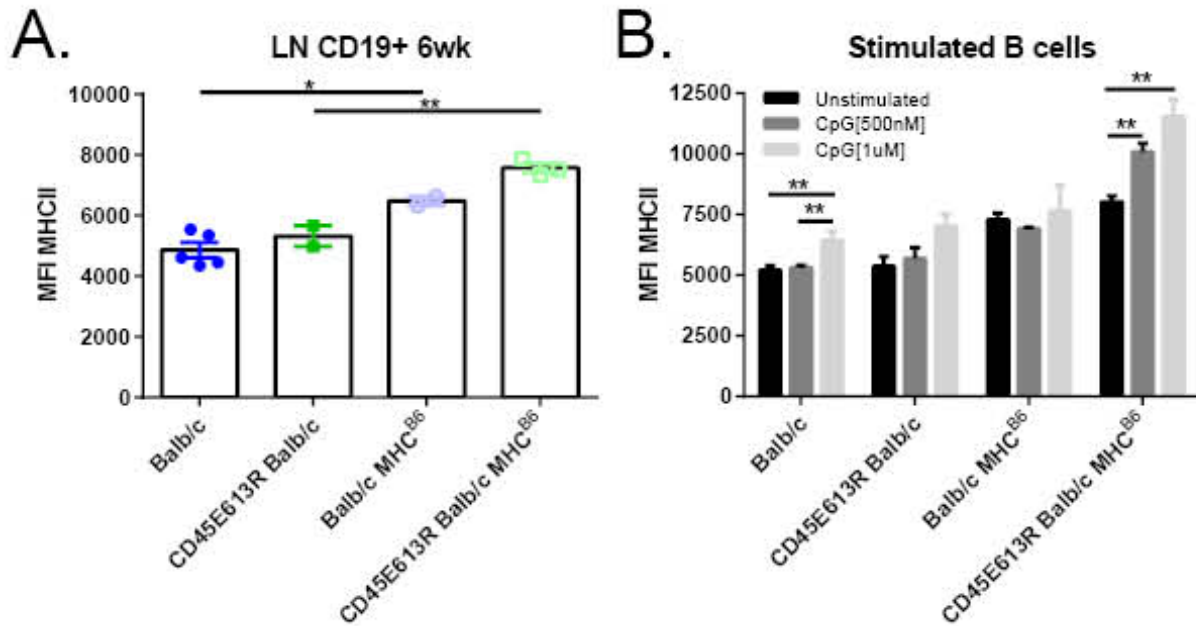 A.
LN CD19+ 6wk
10000
8000
6000
4000
2000
0
MFI MHCII
*
**
Balb/c
CD45E613R Balb/c
Balb/c MHC^B6
CD45E613R Balb/c MHC^B6
B.
Stimulated B cells
12500
10000
7500
5000
2500
0
MFI MHCII
Unstimulated
CpG[500nM]
CpG[1uM]
**
**
**
**
Balb/c
CD45E613R Balb/c
Balb/c MHC^B6
CD45E613R Balb/c MHC^B6